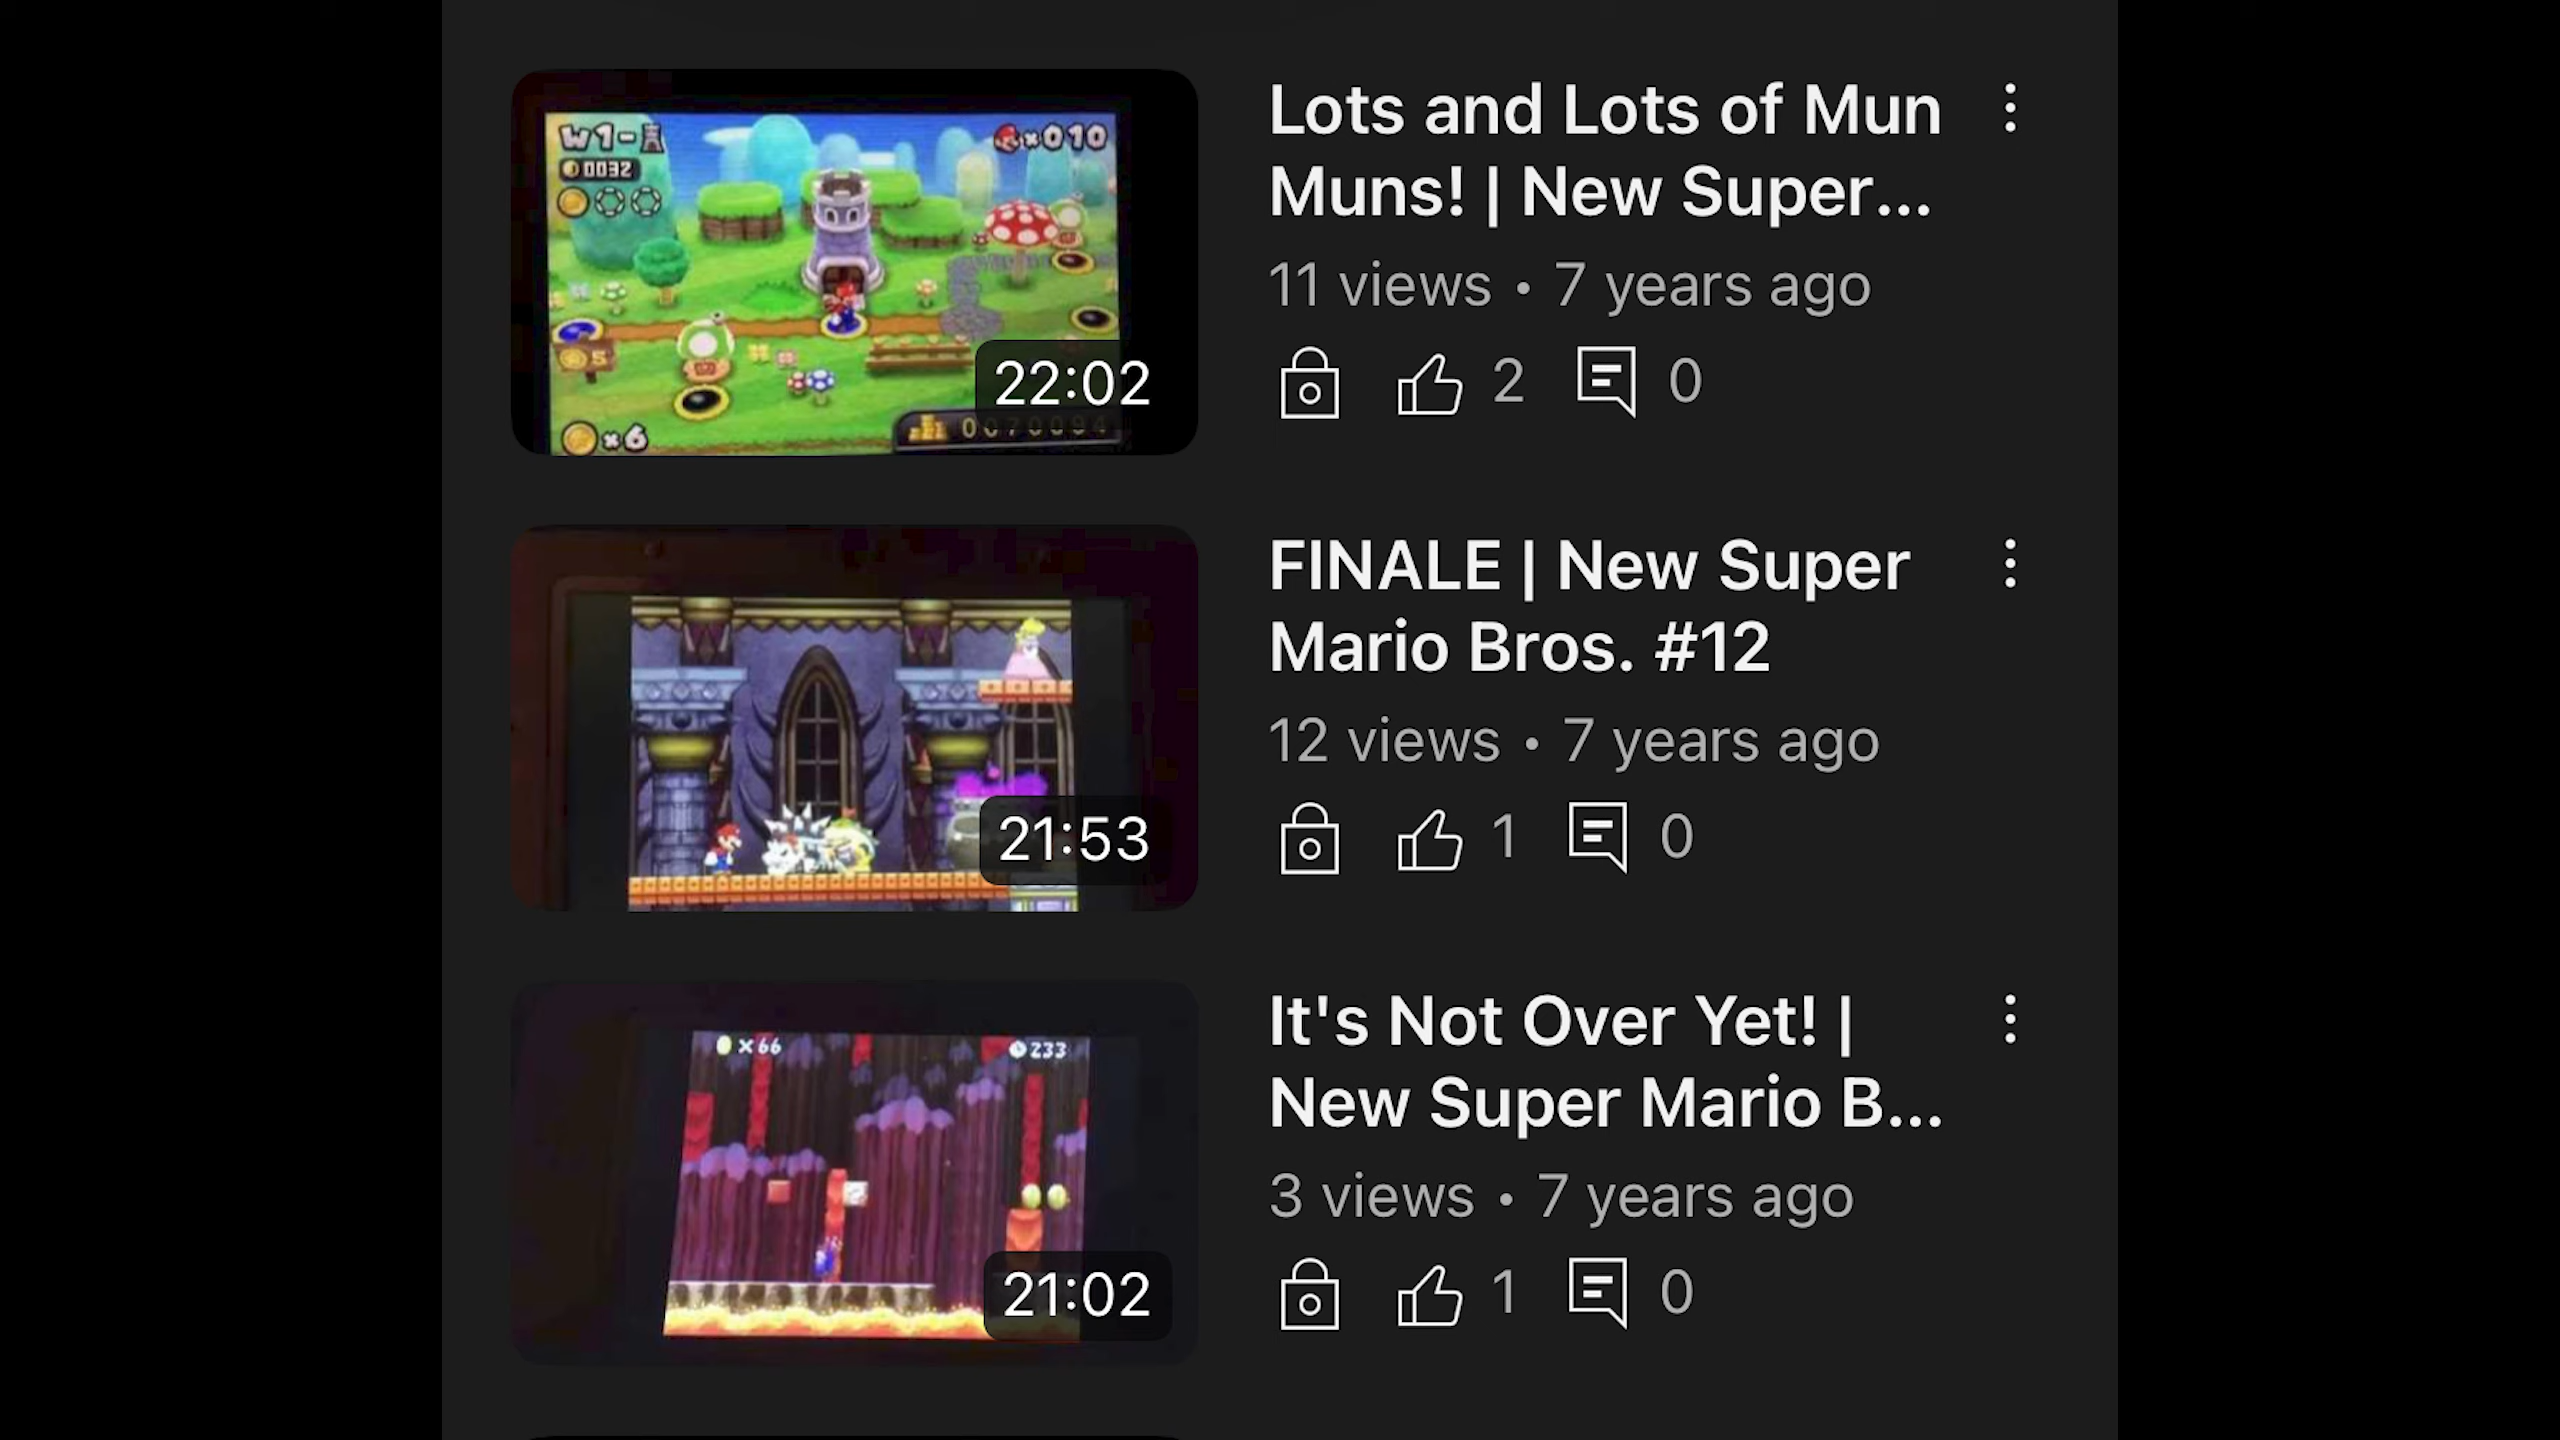 W1-
×010
0032
5
×6
0070094
22:02
Lots and Lots of Mun
Muns! | New Super...
11 views • 7 years ago
2
0
21:53
FINALE | New Super
Mario Bros. #12
12 views • 7 years ago
1
0
×66
233
21:02
It's Not Over Yet! |
New Super Mario B...
3 views • 7 years ago
1
0